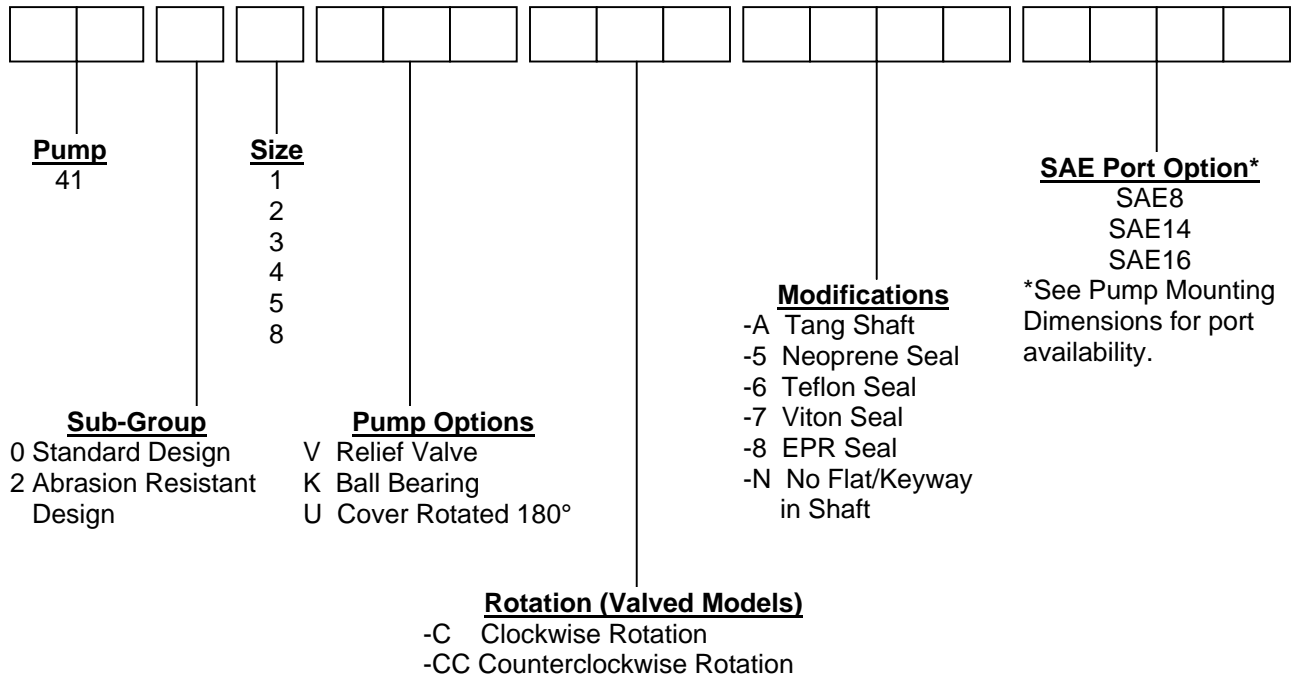 Pump
41
Size
1
2
3
4
5
8
SAE Port Option*
SAE8
SAE14
SAE16
*See Pump Mounting
Dimensions for port
availability.
Modifications
-A Tang Shaft
-5 Neoprene Seal
-6 Teflon Seal
-7 Viton Seal
-8 EPR Seal
-N No Flat/Keyway
in Shaft
Sub-Group
0 Standard Design
2 Abrasion Resistant
Design
Pump Options
V Relief Valve
K Ball Bearing
U Cover Rotated 180°
Rotation (Valved Models)
-C Clockwise Rotation
-CC Counterclockwise Rotation